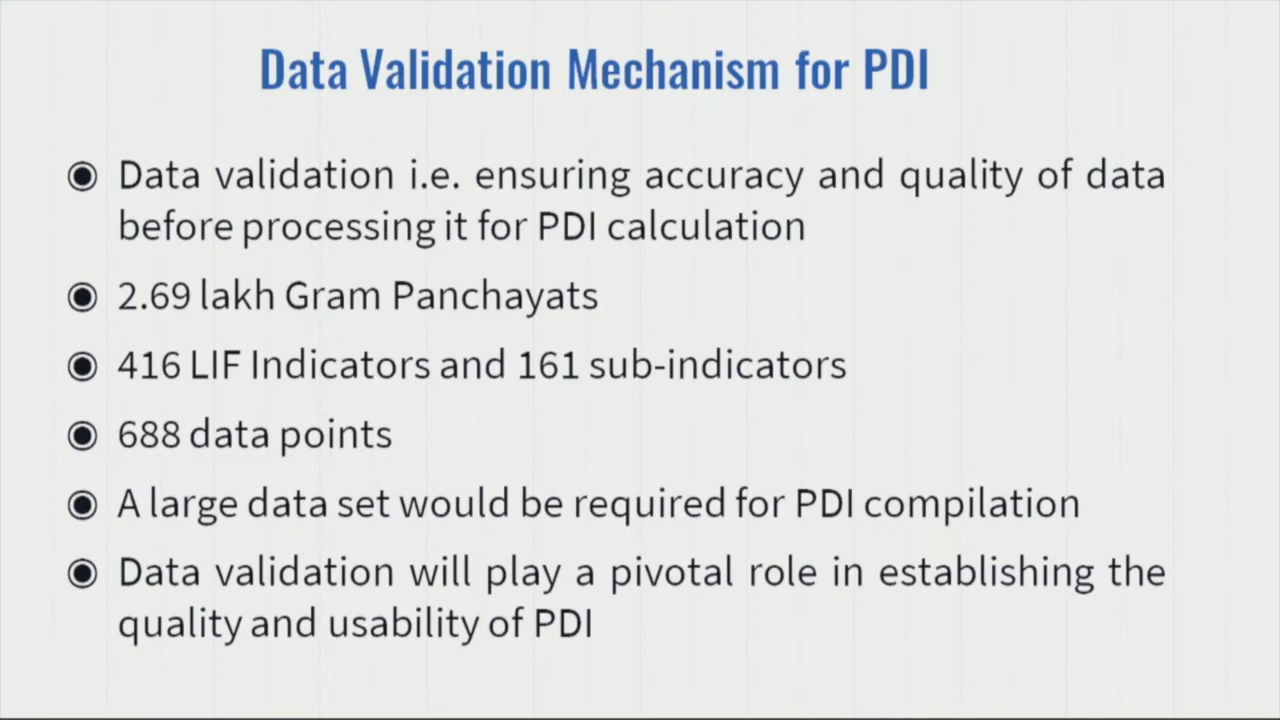 Data Validation Mechanism for PDI
Data validation i.e. ensuring accuracy and quality of data
before processing it for PDI calculation
2.69 lakh Gram Panchayats
416 LIF Indicators and 161 sub-indicators
688 data points
A large data set would be required for PDI compilation
Data validation will play a pivotal role in establishing the
quality and usability of PDI